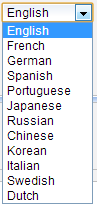 English
English
French
German
Spanish
Portuguese
Japanese
Russian
Chinese
Korean
Italian
Swedish
Dutch